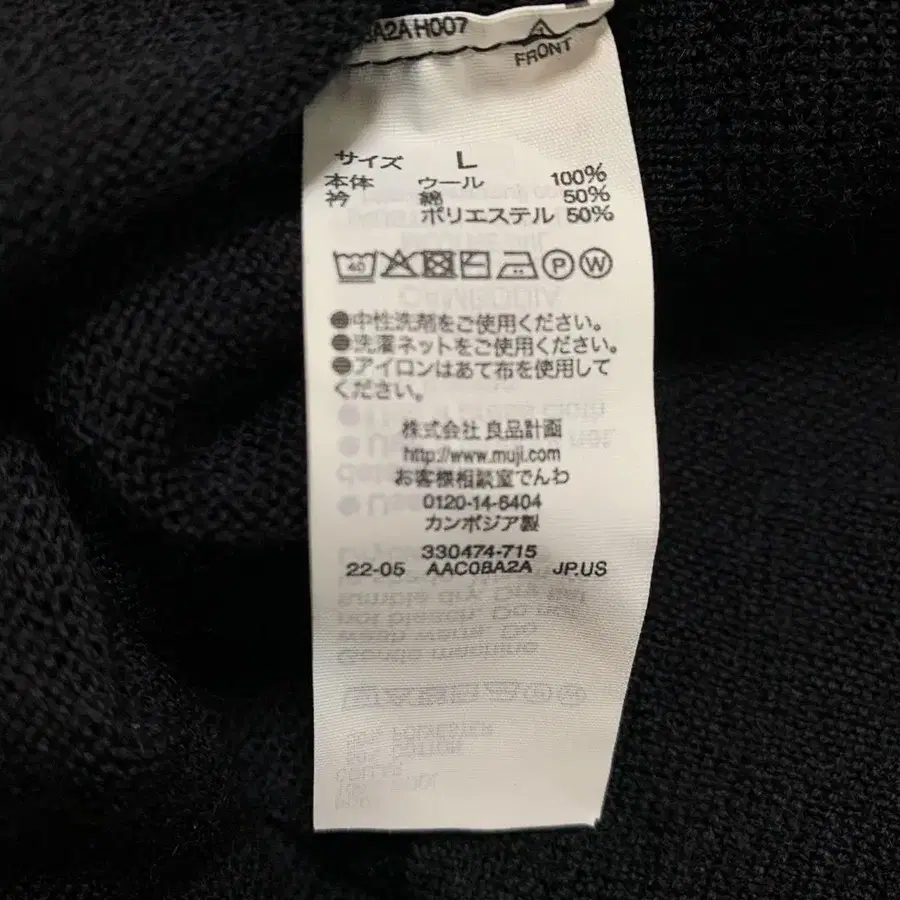 A2A H007
FRONT
サイズ L
本体 ウール 100%
衿 綿 50%
ポリエステル 50%
40 P W
●中性洗剤をご使用ください。
●洗濯ネットをご使用ください。
●アイロンはあて布を使用して
ください。
株式会社 良品計画
http://www.muji.com
お客様相談室でんわ
0120-14-6404
カンボジア製
330474-715
22-05 AAC08A2A JP.US